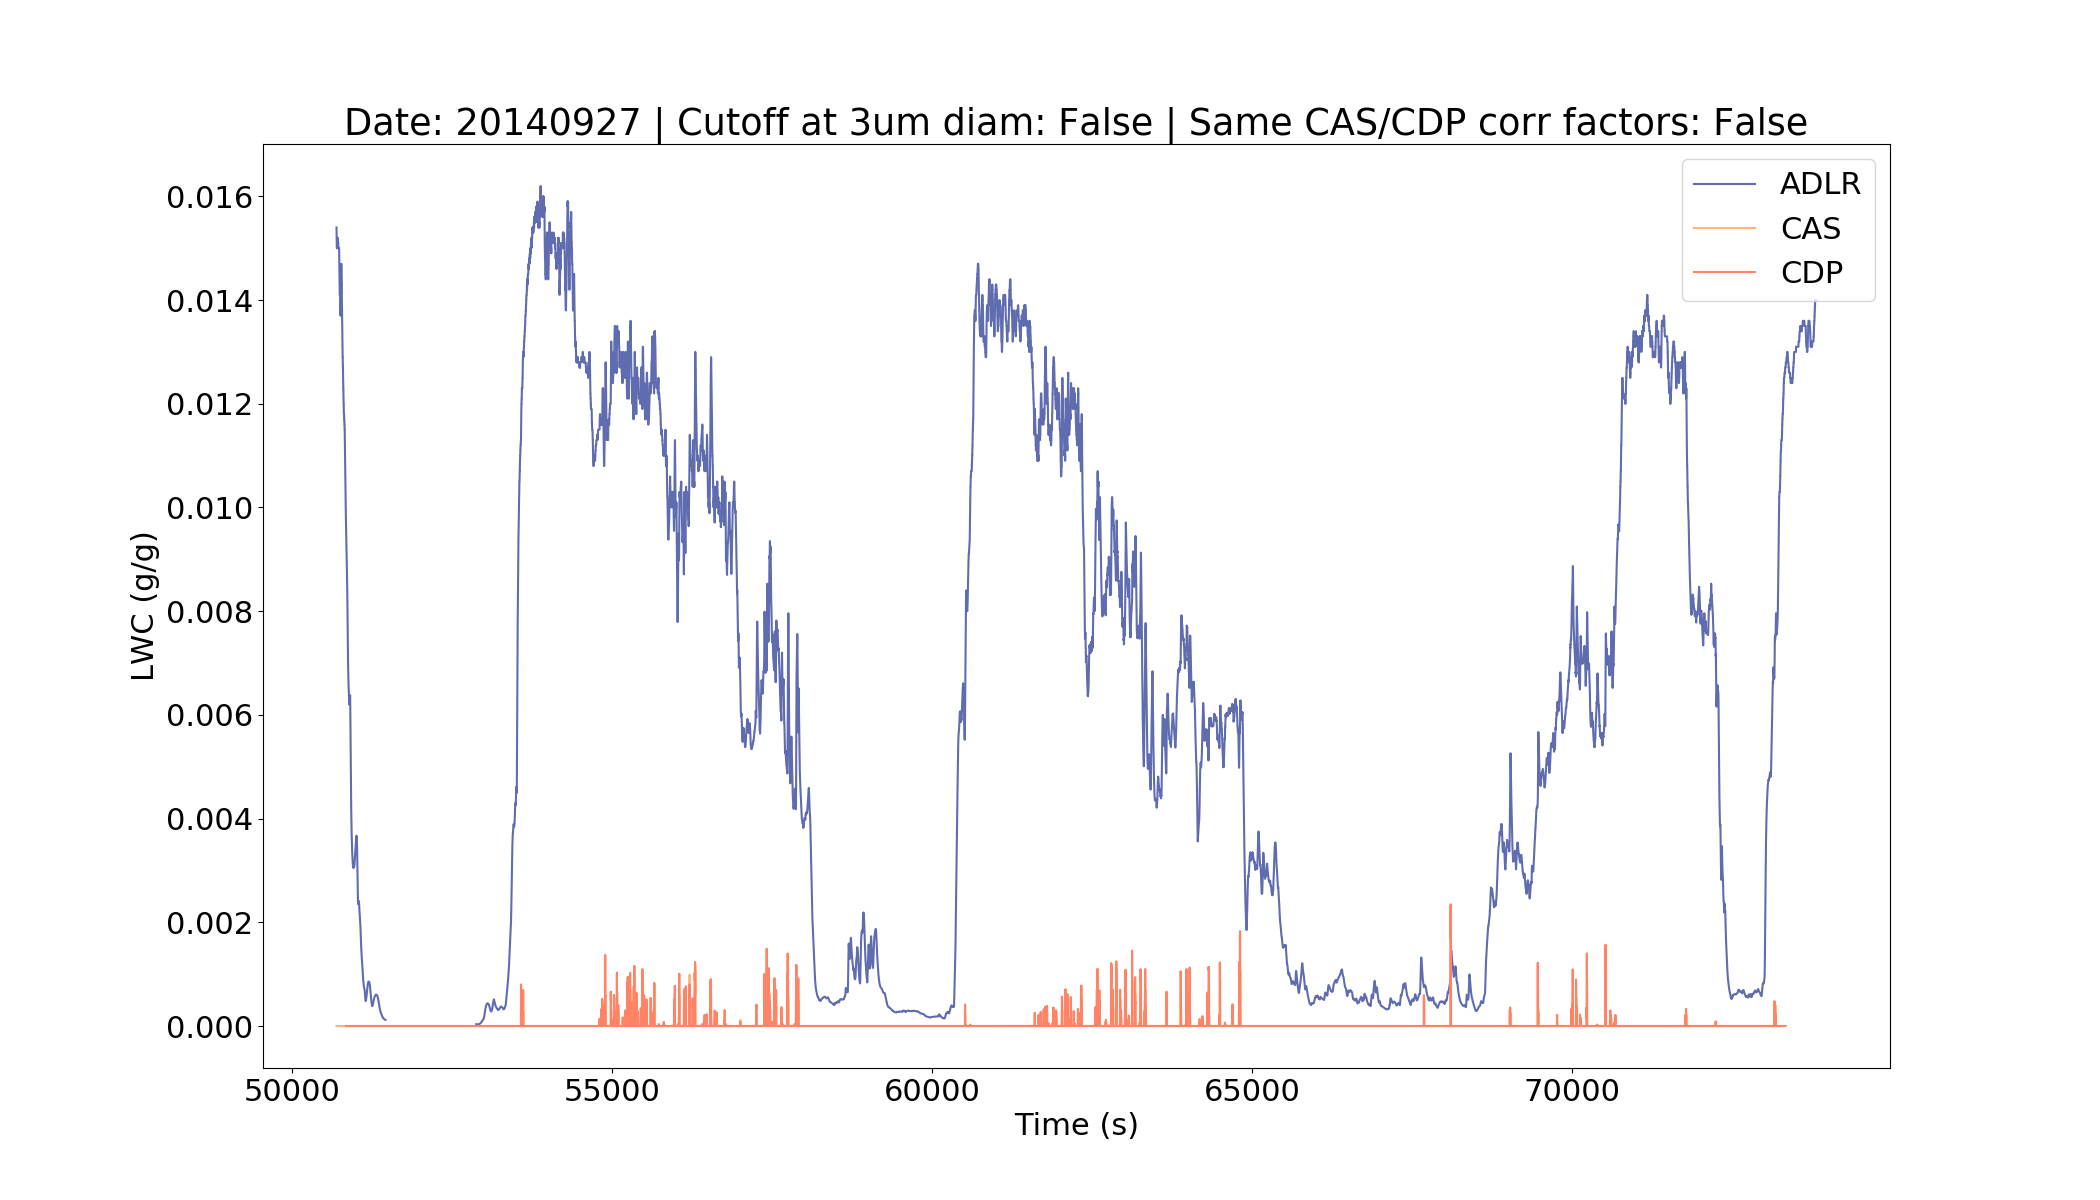 Date: 20140927 | Cutoff at 3um diam: False | Same CAS/CDP corr factors: False
ADLR
CAS
CDP
0.016
0.014
0.012
0.010
0.008
0.006
0.004
0.002
0.000
LWC (g/g)
50000 55000 60000 65000 70000
Time (s)